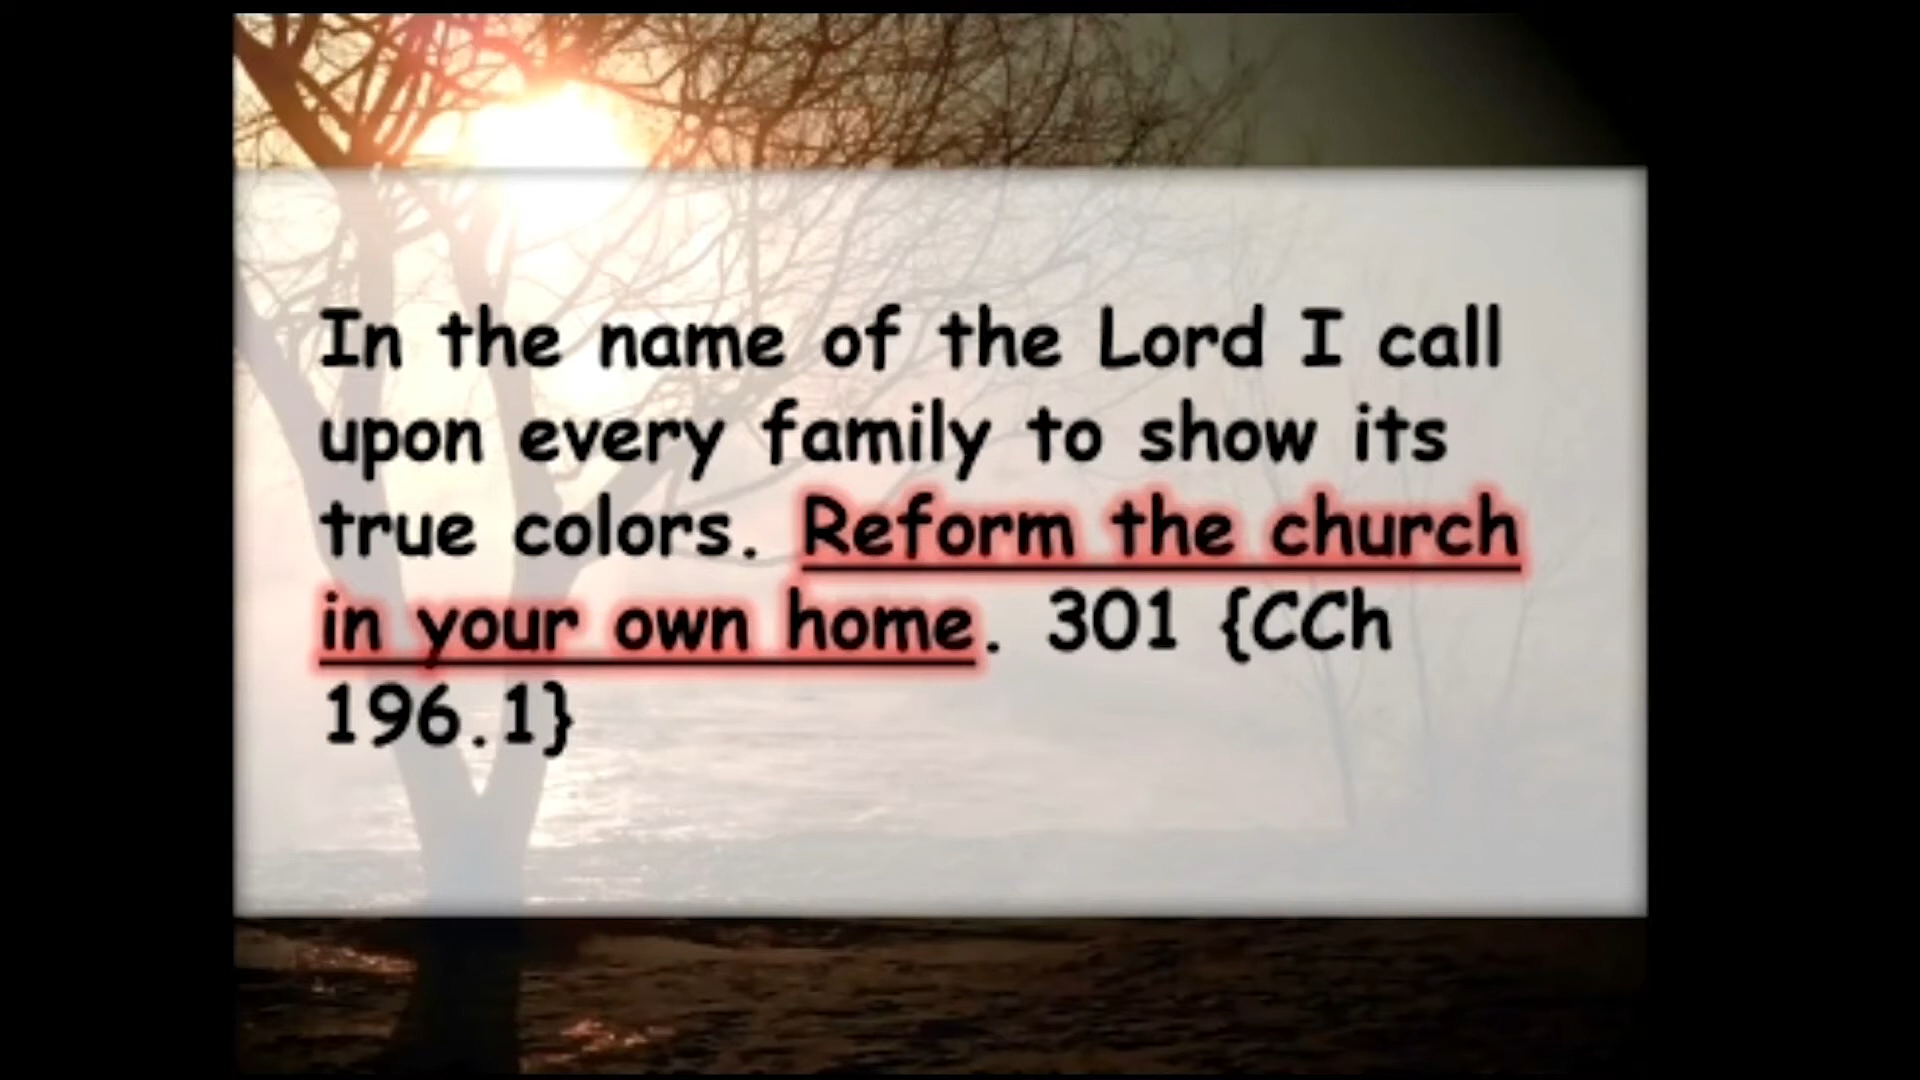 In the name of the Lord I call
upon every family to show its
true colors. Reform the church
in your own home. 301 {CCh
196.1}